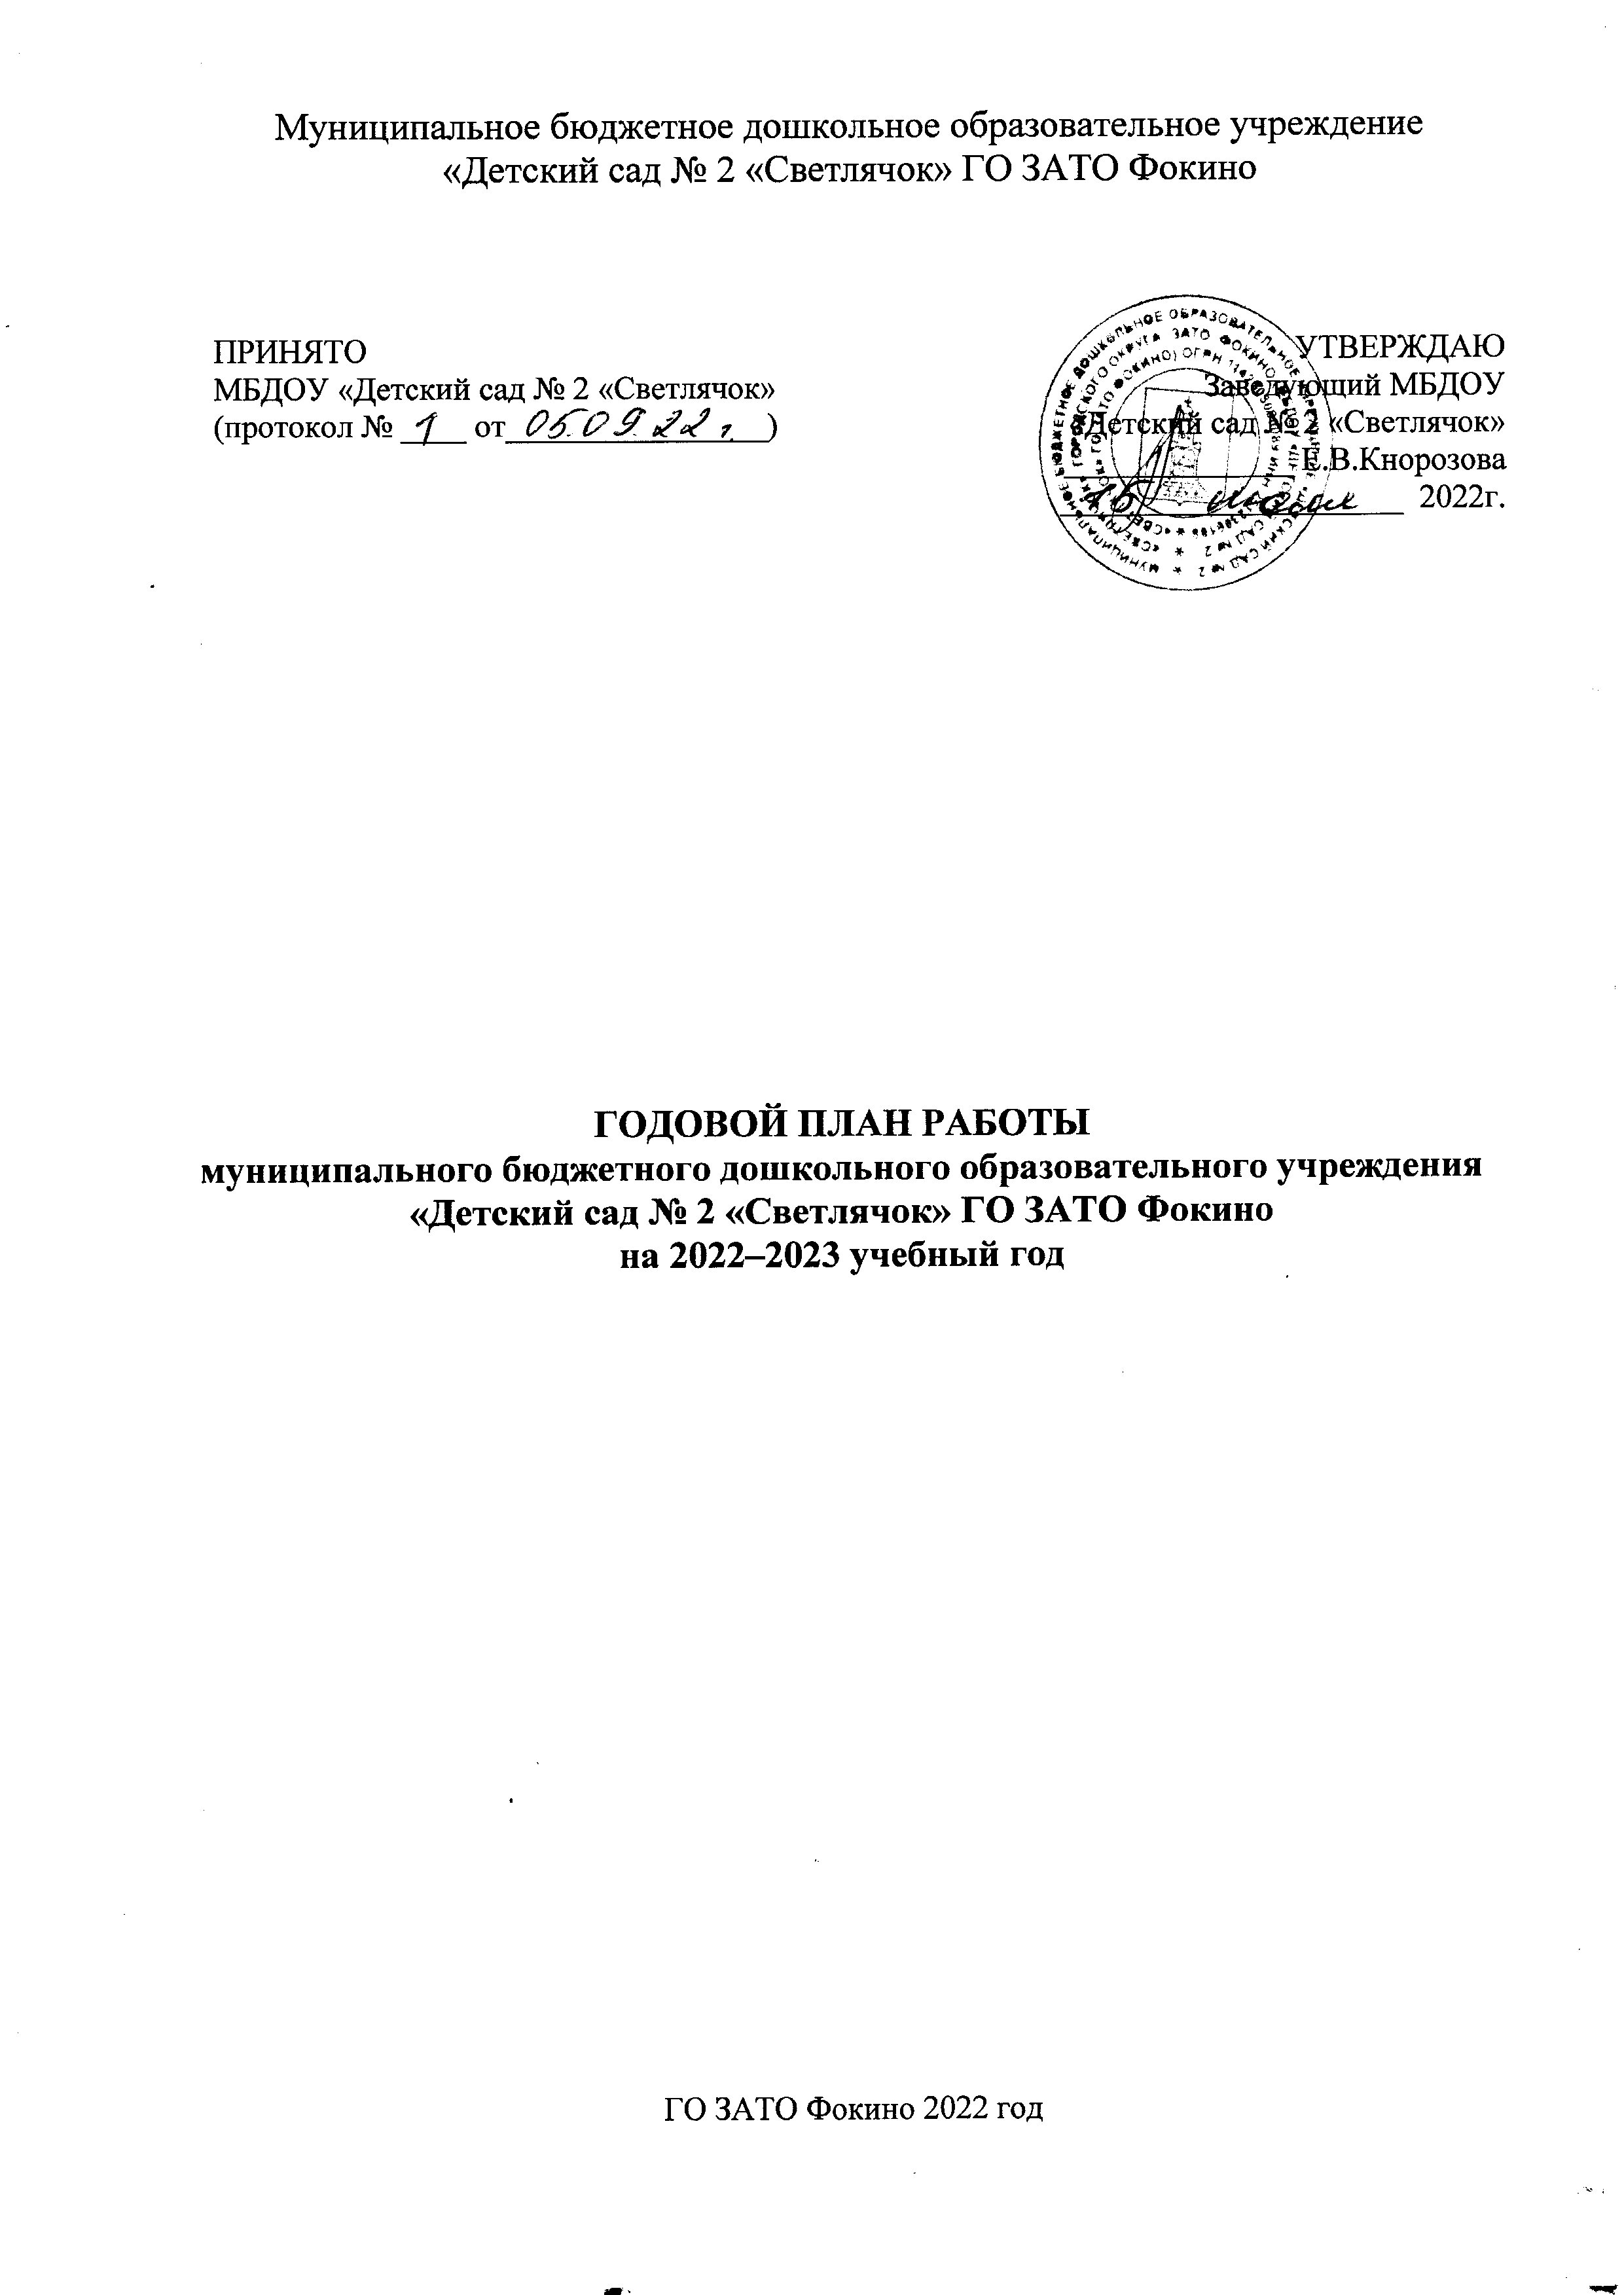 Муниципальное бюджетное дошкольное образовательное учреждение
«Детский сад № 2 «Светлячок» ГО ЗАТО Фокино
ПРИНЯТО
МБДОУ «Детский сад № 2 «Светлячок»
(протокол № 1 от 05.09.22 г.)
УТВЕРЖДАЮ
Заведующий МБДОУ
Детский сад № 2 «Светлячок»
Е.В.Кнорозова
2022г.
ГОДОВОЙ ПЛАН РАБОТЫ
муниципального бюджетного дошкольного образовательного учреждения
«Детский сад № 2 «Светлячок» ГО ЗАТО Фокино
на 2022–2023 учебный год
ГО ЗАТО Фокино 2022 год